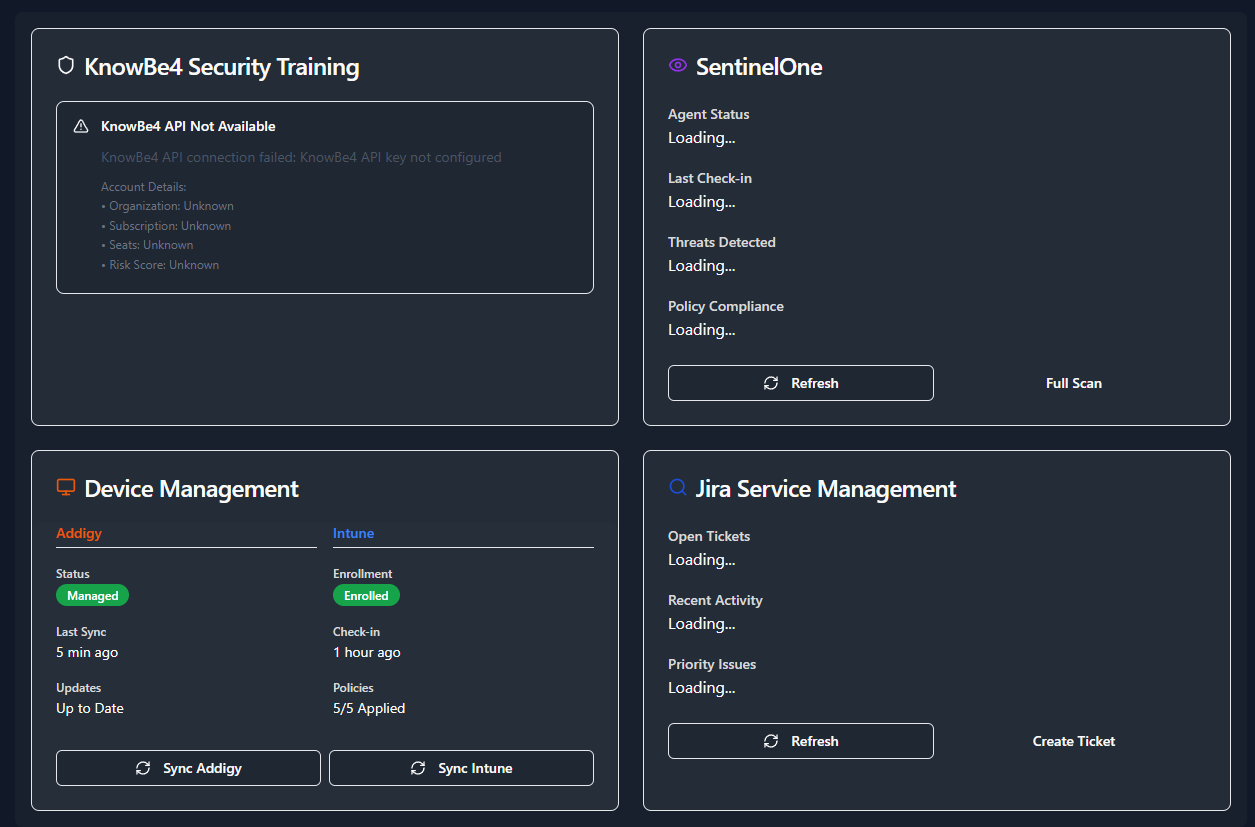 KnowBe4 Security Training
KnowBe4 API Not Available
KnowBe4 API connection failed: KnowBe4 API key not configured
Account Details:
• Organization: Unknown
• Subscription: Unknown
• Seats: Unknown
• Risk Score: Unknown
SentinelOne
Agent Status
Loading...
Last Check-in
Loading...
Threats Detected
Loading...
Policy Compliance
Loading...
Refresh
Full Scan
Device Management
Addigy
Status
Managed
Last Sync
5 min ago
Updates
Up to Date
Intune
Enrollment
Enrolled
Check-in
1 hour ago
Policies
5/5 Applied
Sync Addigy
Sync Intune
Jira Service Management
Open Tickets
Loading...
Recent Activity
Loading...
Priority Issues
Loading...
Refresh
Create Ticket